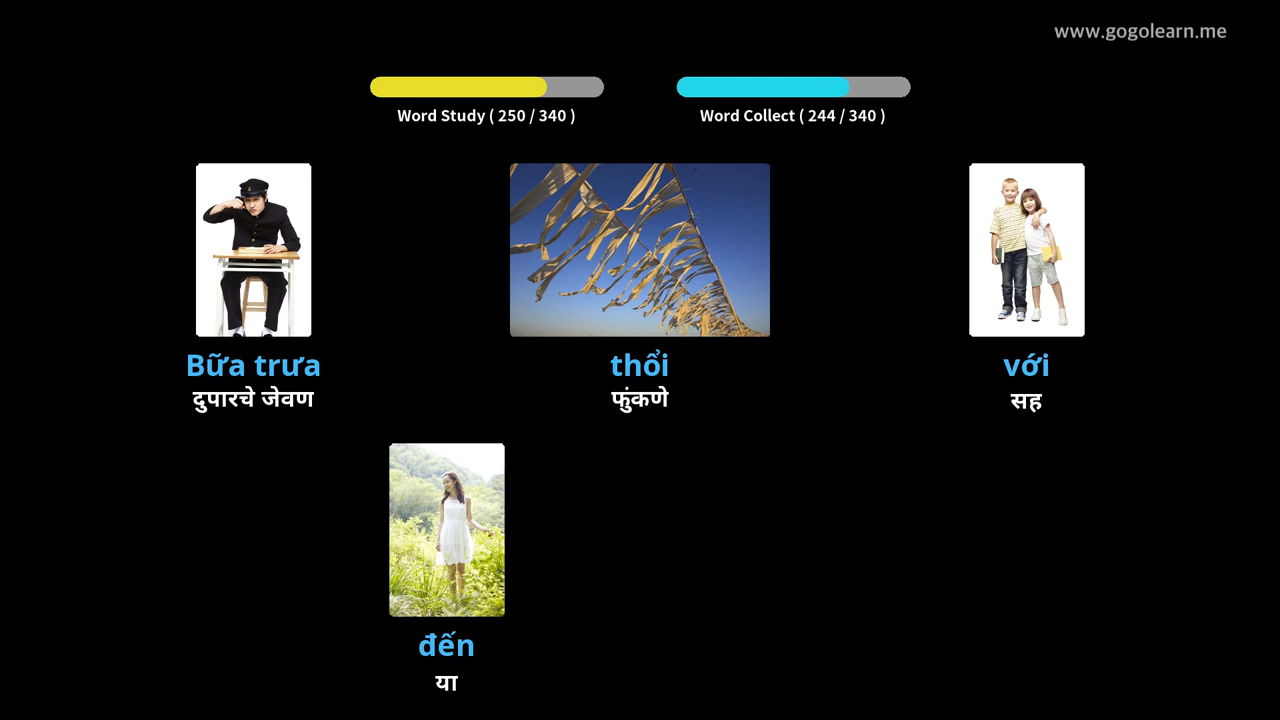 www.gogolearn.me
Word Study ( 250 / 340 )
Word Collect ( 244 / 340 )
Bữa trưa
दुपारचे जेवण
thổi
फुंकणे
với
सह
đến
या